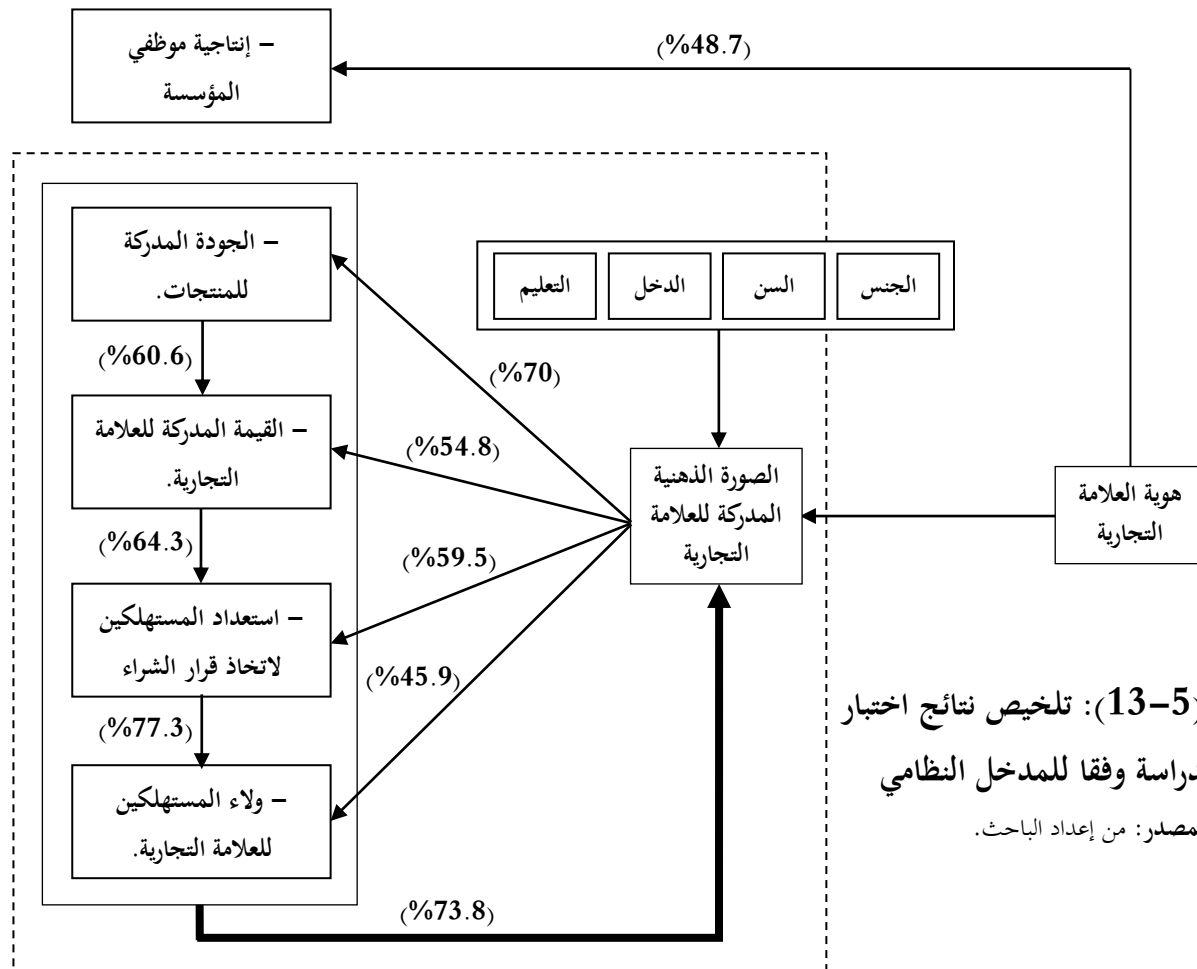 – إنتاجية موظفي
المؤسسة
(%48.7)
– الجودة المدركة
للمنتجات.
(%60.6)
– القيمة المدركة للعلامة
التجارية.
(%64.3)
– استعداد المستهلكين
لاتخاذ قرار الشراء
(%77.3)
– ولاء المستهلكين
للعلامة التجارية.
الجنس
السن
الدخل
التعليم
(%70)
(%54.8)
(%59.5)
(%45.9)
الصورة الذهنية
المدركة للعلامة
التجارية
هوية العلامة
التجارية
(%73.8)
(5–13): تلخيص نتائج اختبار
وفقا للمدخل النظامي
من إعداد الباحث.